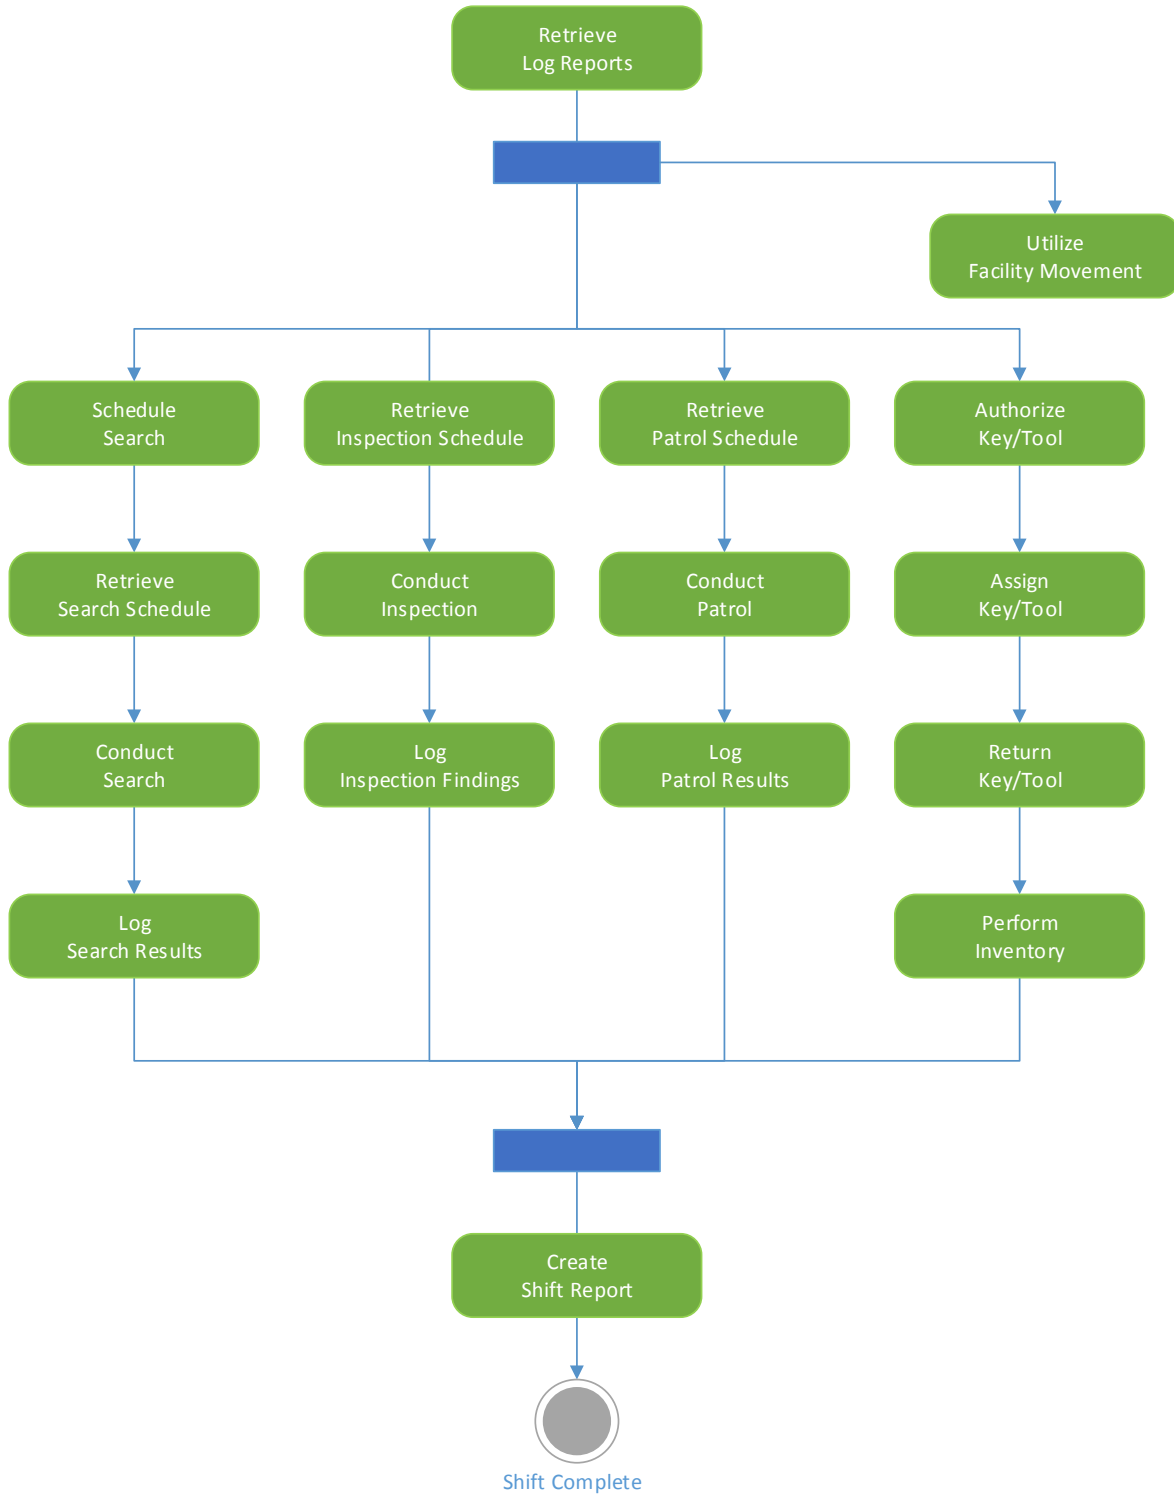 Retrieve
Log Reports
Utilize
Facility Movement
Schedule
Search
Retrieve
Inspection Schedule
Retrieve
Patrol Schedule
Authorize
Key/Tool
Retrieve
Search Schedule
Conduct
Inspection
Conduct
Patrol
Assign
Key/Tool
Conduct
Search
Log
Inspection Findings
Log
Patrol Results
Return
Key/Tool
Log
Search Results
Perform
Inventory
Create
Shift Report
Shift Complete